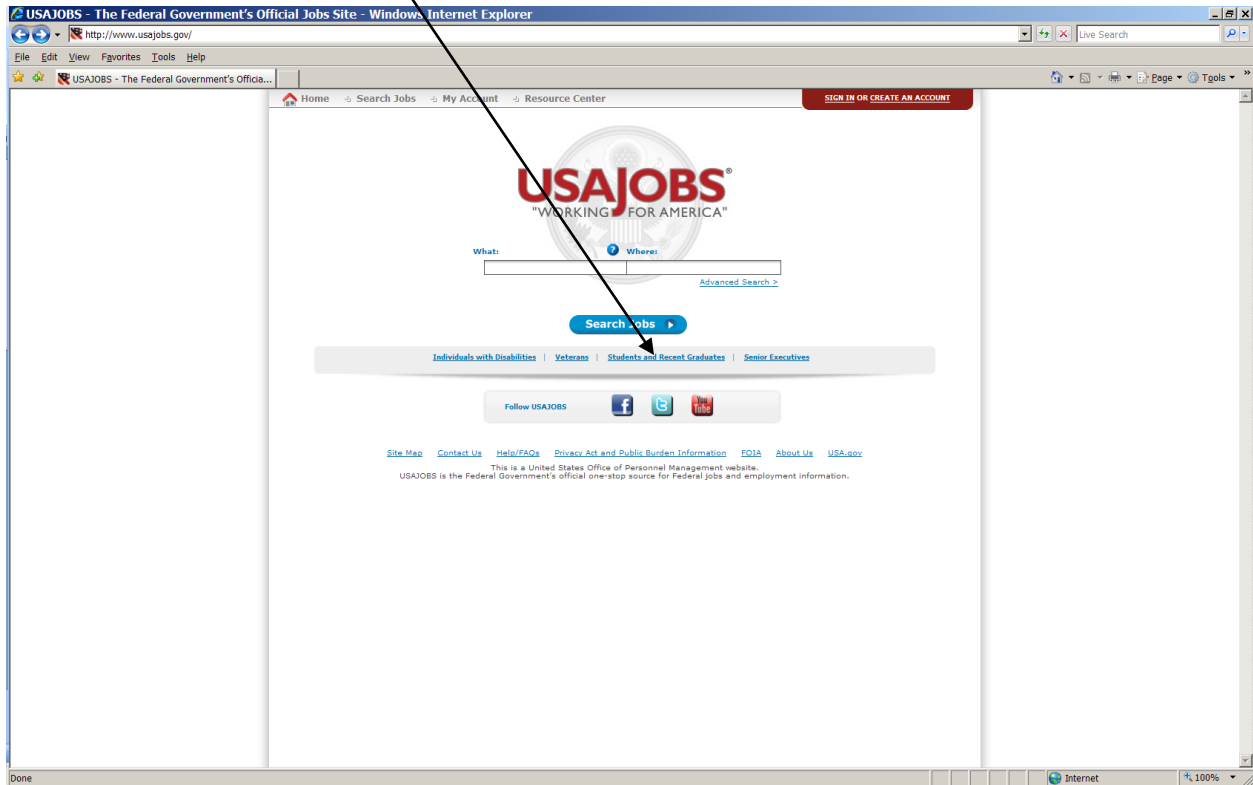 USAJOBS - The Federal Government's Official Jobs Site - Windows Internet Explorer
http://www.usajobs.gov/
Live Search
File Edit View Favorites Tools Help
USAJOBS - The Federal Government's Officia...
Page Tools »
Home Search Jobs My Account Resource Center
SIGN IN OR CREATE AN ACCOUNT
USAJOBS®
"WORKING FOR AMERICA"
What: ? Where:
Advanced Search >
Search Jobs
Individuals with Disabilities | Veterans | Students and Recent Graduates | Senior Executives
Follow USAJOBS f t You Tube
Site Map Contact Us Help/FAQs Privacy Act and Public Burden Information FOIA About Us USA.gov
This is a United States Office of Personnel Management website.
USAJOBS is the Federal Government's official one-stop source for Federal jobs and employment information.
Done Internet 100%